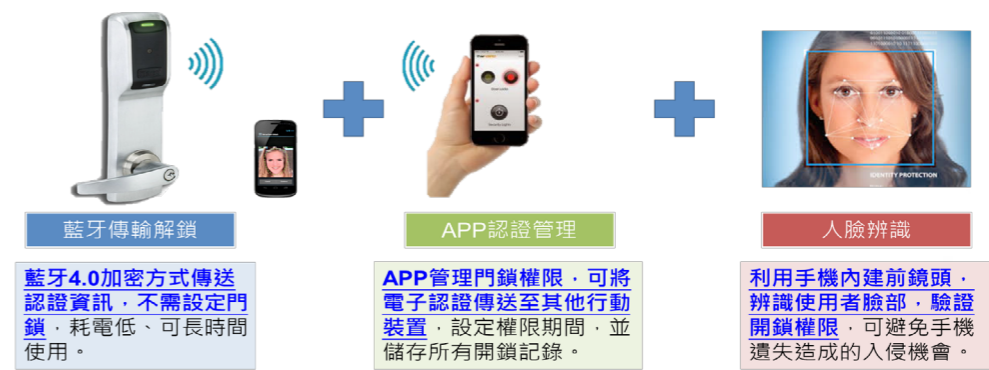 IDENTITY PROTECTION
藍牙傳輸解鎖
APP認證管理
人臉辨識
藍牙4.0加密方式傳送
認證資訊，不需設定門
鎖，耗電低、可長時間
使用。
APP管理門鎖權限，可將
電子認證傳送至其他行動
裝置，設定權限期間，並
儲存所有開鎖記錄。
利用手機內建前鏡頭，
辨識使用者臉部，驗證
開鎖權限，可避免手機
遺失造成的入侵機會。